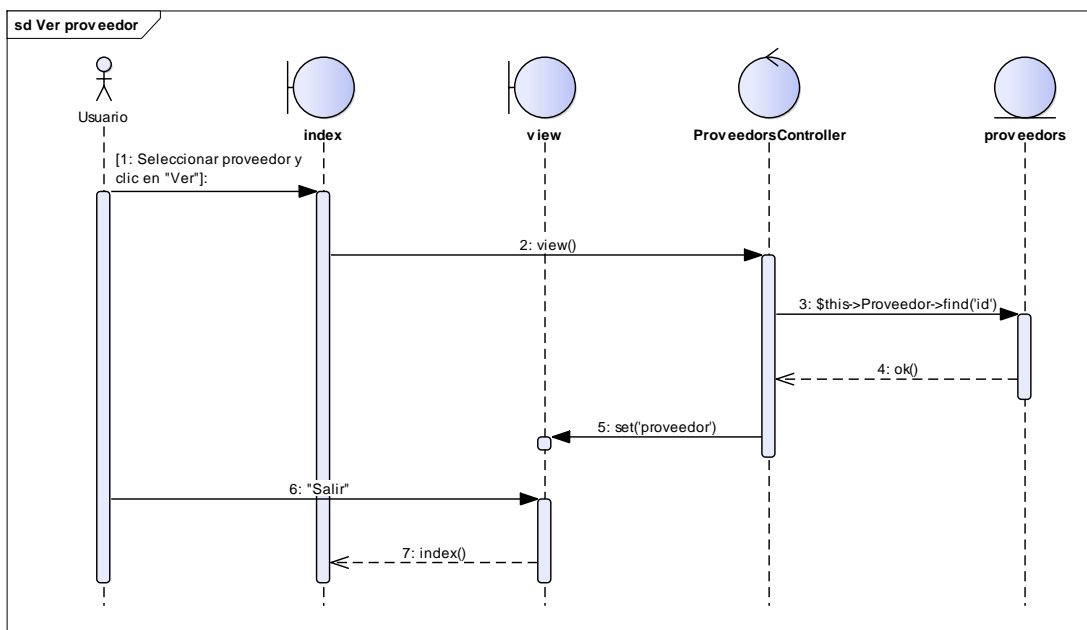 sd Ver proveedor
Usuario
index
view
ProveedorsController
proveedors
[1: Seleccionar proveedor y
clic en "Ver"]:
2: view()
3: $this->Proveedor->find('id')
4: ok()
5: set('proveedor')
6: "Salir"
7: index()